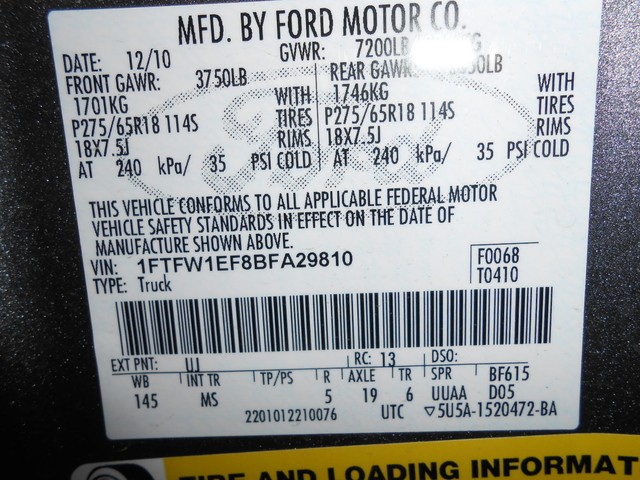 MFD. BY FORD MOTOR CO.
DATE: 12/10 GVWR: 7200LB
FRONT GAWR: 3750LB REAR GAWR: 50LB
1701KG WITH 1746KG WITH
P275/65R18 114S TIRES P275/65R18 114S TIRES
18X7.5J RIMS 18X7.5J RIMS
AT 240 kPa/ 35 PSI COLD AT 240 kPa/ 35 PSI COLD
THIS VEHICLE CONFORMS TO ALL APPLICABLE FEDERAL MOTOR
VEHICLE SAFETY STANDARDS IN EFFECT ON THE DATE OF
MANUFACTURE SHOWN ABOVE.
VIN: 1FTFW1EF8BFA29810 F0068
TYPE: Truck T0410
EXT PNT: UJ RC: 13 DSO:
WB INT TR TP/PS R AXLE TR SPR BF615
145 MS 5 19 6 UUAA D05
2201012210076 UTC ▽5U5A-1520472-BA
TIRE AND LOADING INFORMAT
Ford